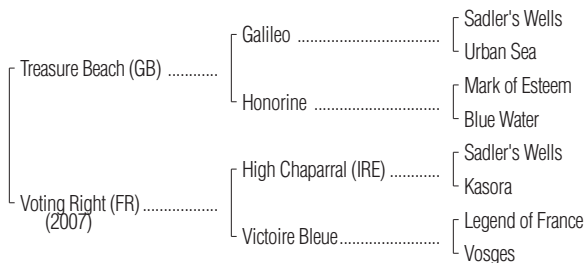 Sadler's Wells
Galileo ..........................................
Urban Sea
Treasure Beach (GB) ..............
Mark of Esteem
Honorine .....................................
Blue Water
Sadler's Wells
High Chaparral (IRE) ..............
Kasora
Voting Right (FR) .....................
(2007)
Legend of France
Victoire Bleue............................
Vosges